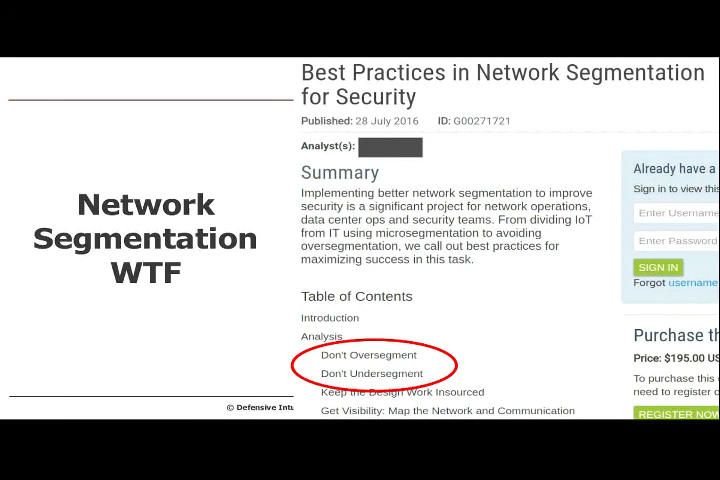 Network
Segmentation
WTF
Best Practices in Network Segmentation
for Security
Published: 28 July 2016 ID: G00271721
Analyst(s):
Summary
Implementing better network segmentation to improve
security is a significant project for network operations,
data center ops and security teams. From dividing IoT
from IT using microsegmentation to avoiding
oversegmentation, we call out best practices for
maximizing success in this task.
Table of Contents
Introduction
Analysis
Don't Oversegment
Don't Undersegment
Keep the Design Work Insourced
Get Visibility: Map the Network and Communication
Already have a
Sign in to view this
Enter Username
Enter Password
SIGN IN
Forgot username
Purchase th
Price: $195.00 US
To purchase this
need to register
REGISTER NOW
© Defensive Intu